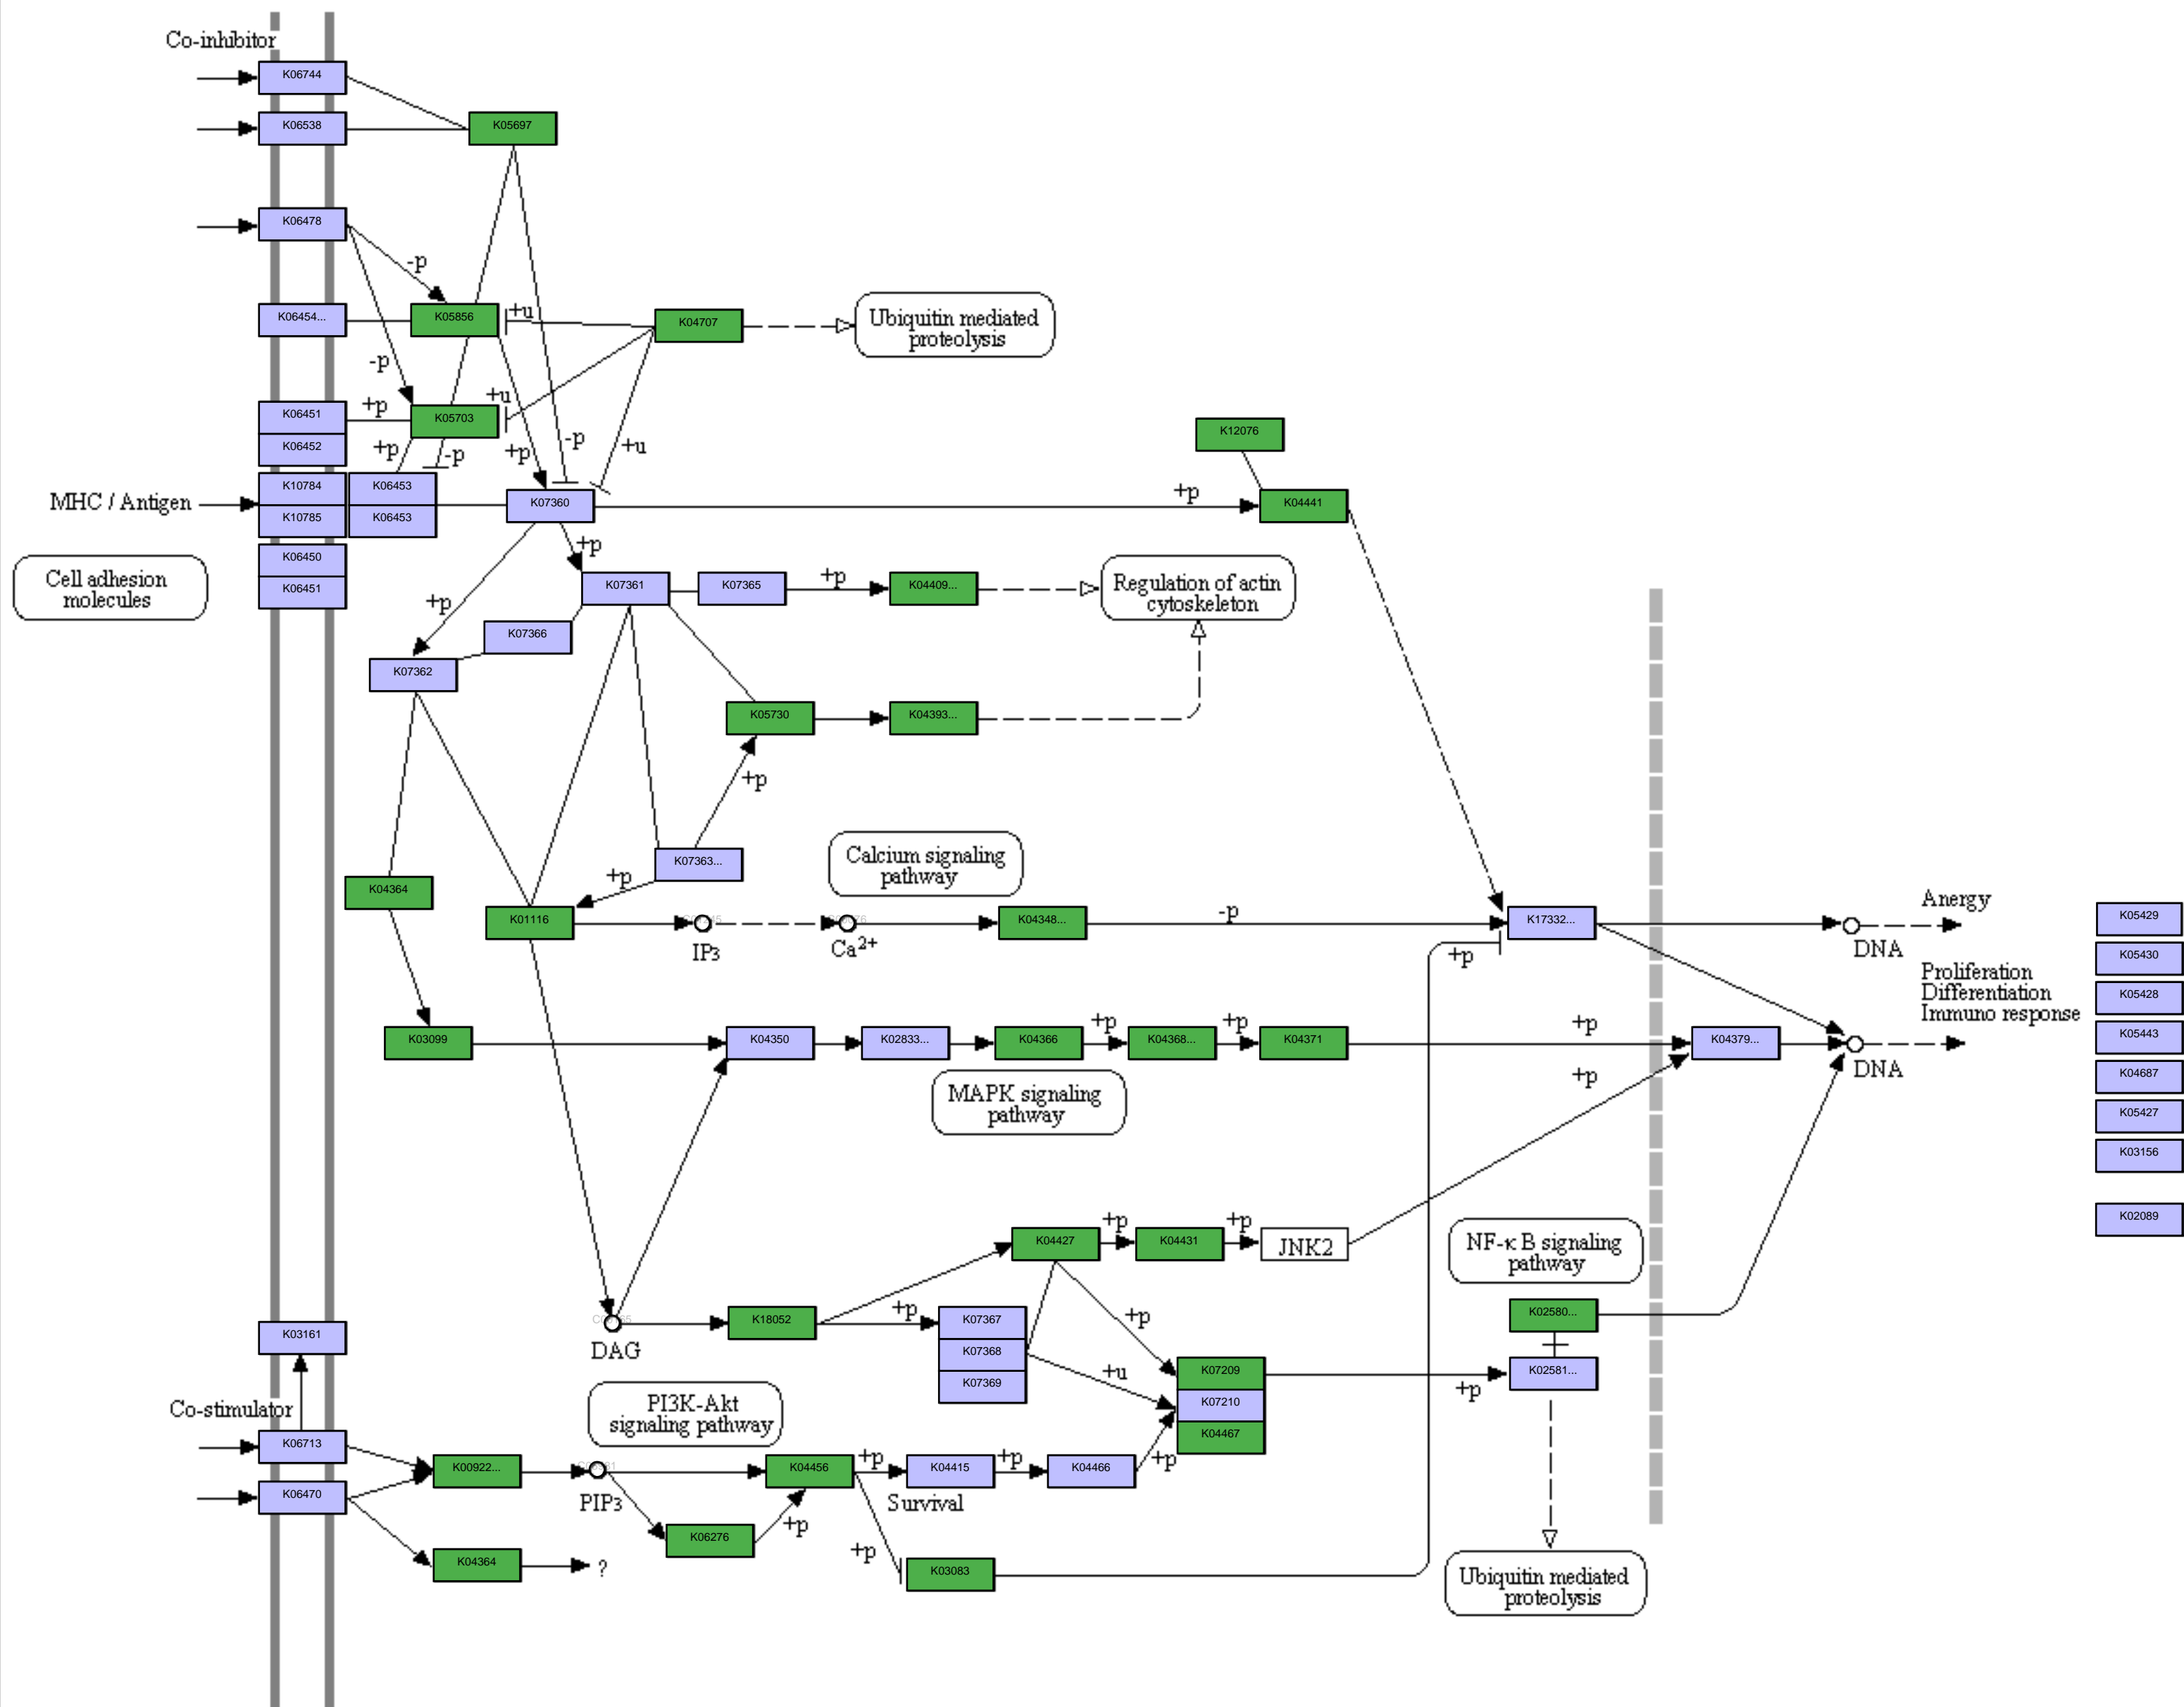 Co-inhibitor
K06744
K06538
K05697
K06478
-p
K06454...
K05856
+u
K04707
Ubiquitin mediated
proteolysis
-p
K06451
+p
K05703
+u
K06452
+p
-p
+p
-p
+u
K12076
MHC / Antigen
K10784
K06453
K10785
K06453
K07360
+p
K04441
K06450
K06451
Cell adhesion
molecules
+p
K07361
K07365
+p
K04409...
Regulation of actin
cytoskeleton
+p
K07366
K07362
K05730
K04393...
+p
K07363...
Calcium signaling
pathway
K04364
+p
K01116
IP3
Ca2+
K04348...
-p
K17332...
+p
DNA
Anergy
Proliferation
Differentiation
Immuno response
K05429
K05430
K05428
K05443
K04687
K05427
K03156
K02089
K03099
K04350
K02833...
K04366
+p
K04368...
+p
K04371
+p
K04379...
DNA
+p
MAPK signaling
pathway
K04427
+p
K04431
+p
JNK2
NF-κ B signaling
pathway
DAG
K18052
+p
K07367
K07368
K07369
+p
+u
K07209
K07210
K04467
+p
K02580...
K02581...
K03161
Co-stimulator
PI3K-Akt
signaling pathway
K06713
K06470
K00922...
PIP3
K04456
+p
K04415
+p
K04466
+p
Survival
K06276
+p
+p
K04364
?
K03083
Ubiquitin mediated
proteolysis